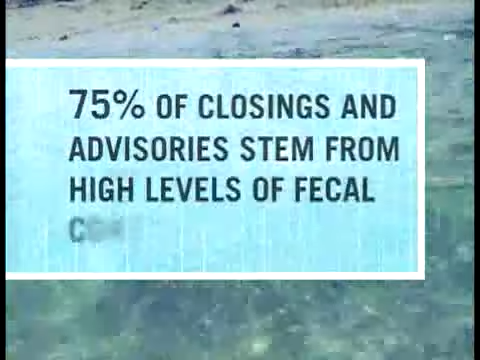 75% OF CLOSINGS AND
ADVISORIES STEM FROM
HIGH LEVELS OF FECAL